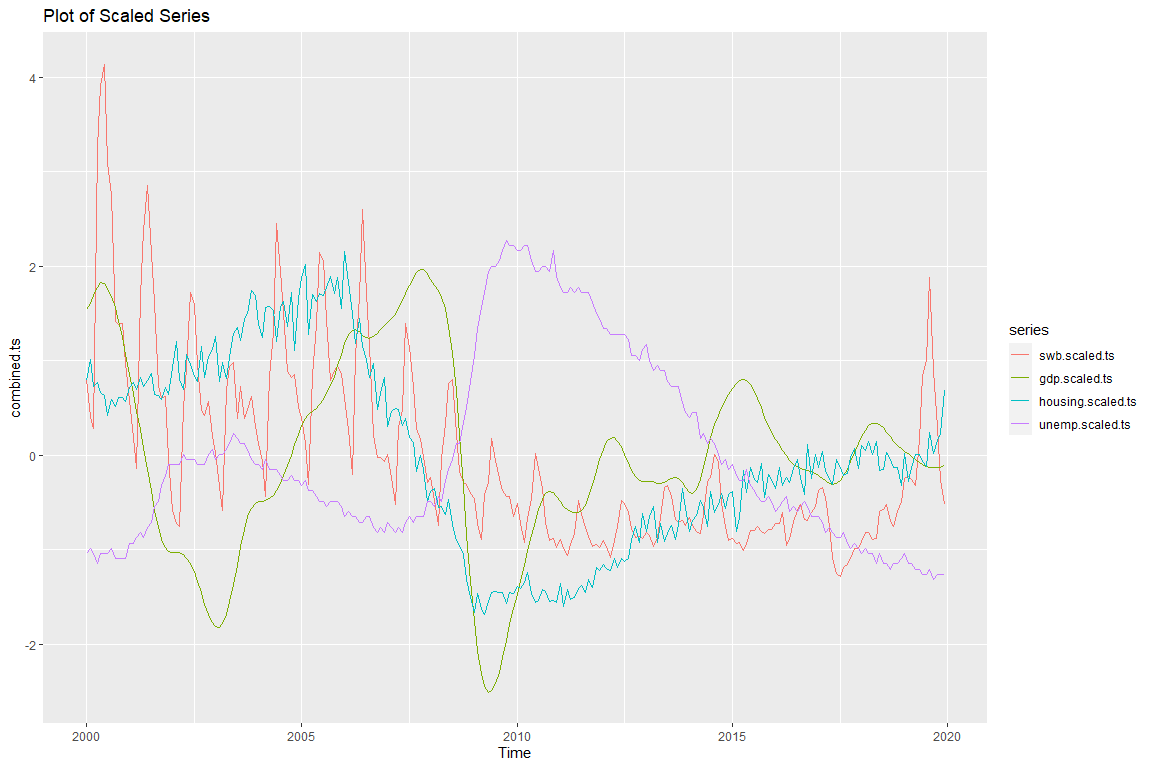 Plot of Scaled Series
4
2
0
-2
combined.ts
2000
2005
2010
2015
2020
Time
series
swb.scaled.ts
gdp.scaled.ts
housing.scaled.ts
unemp.scaled.ts